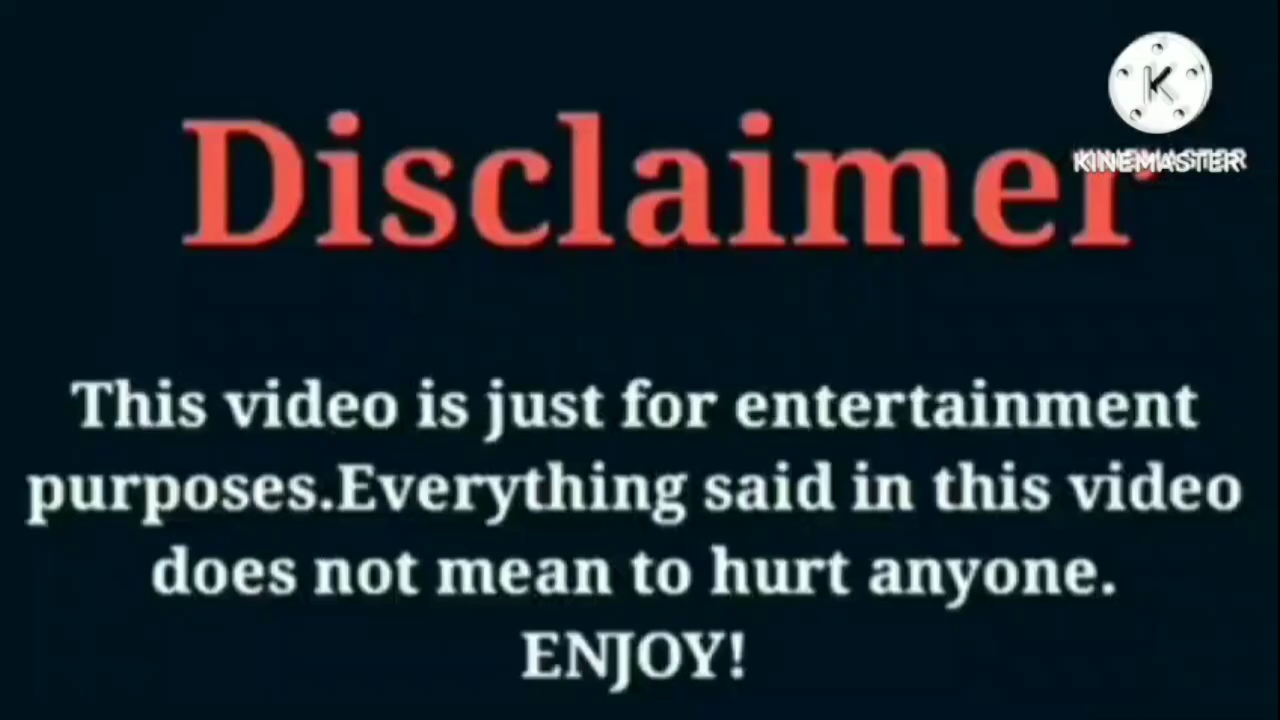 K
KINEMASTER
Disclaimer
This video is just for entertainment
purposes.Everything said in this video
does not mean to hurt anyone.
ENJOY!